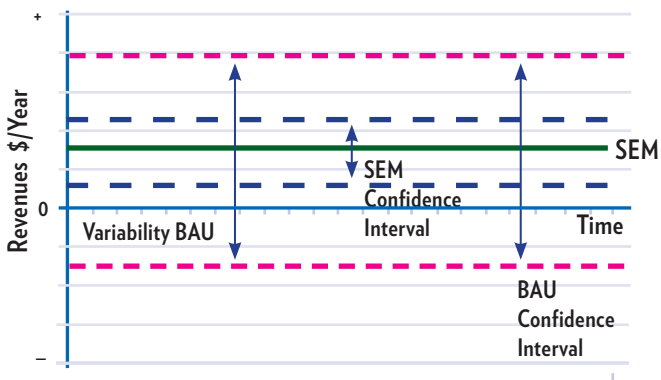 +
Revenues $/Year
SEM
SEM
Confidence
Interval
0
Variability BAU
Time
BAU
Confidence
Interval
–